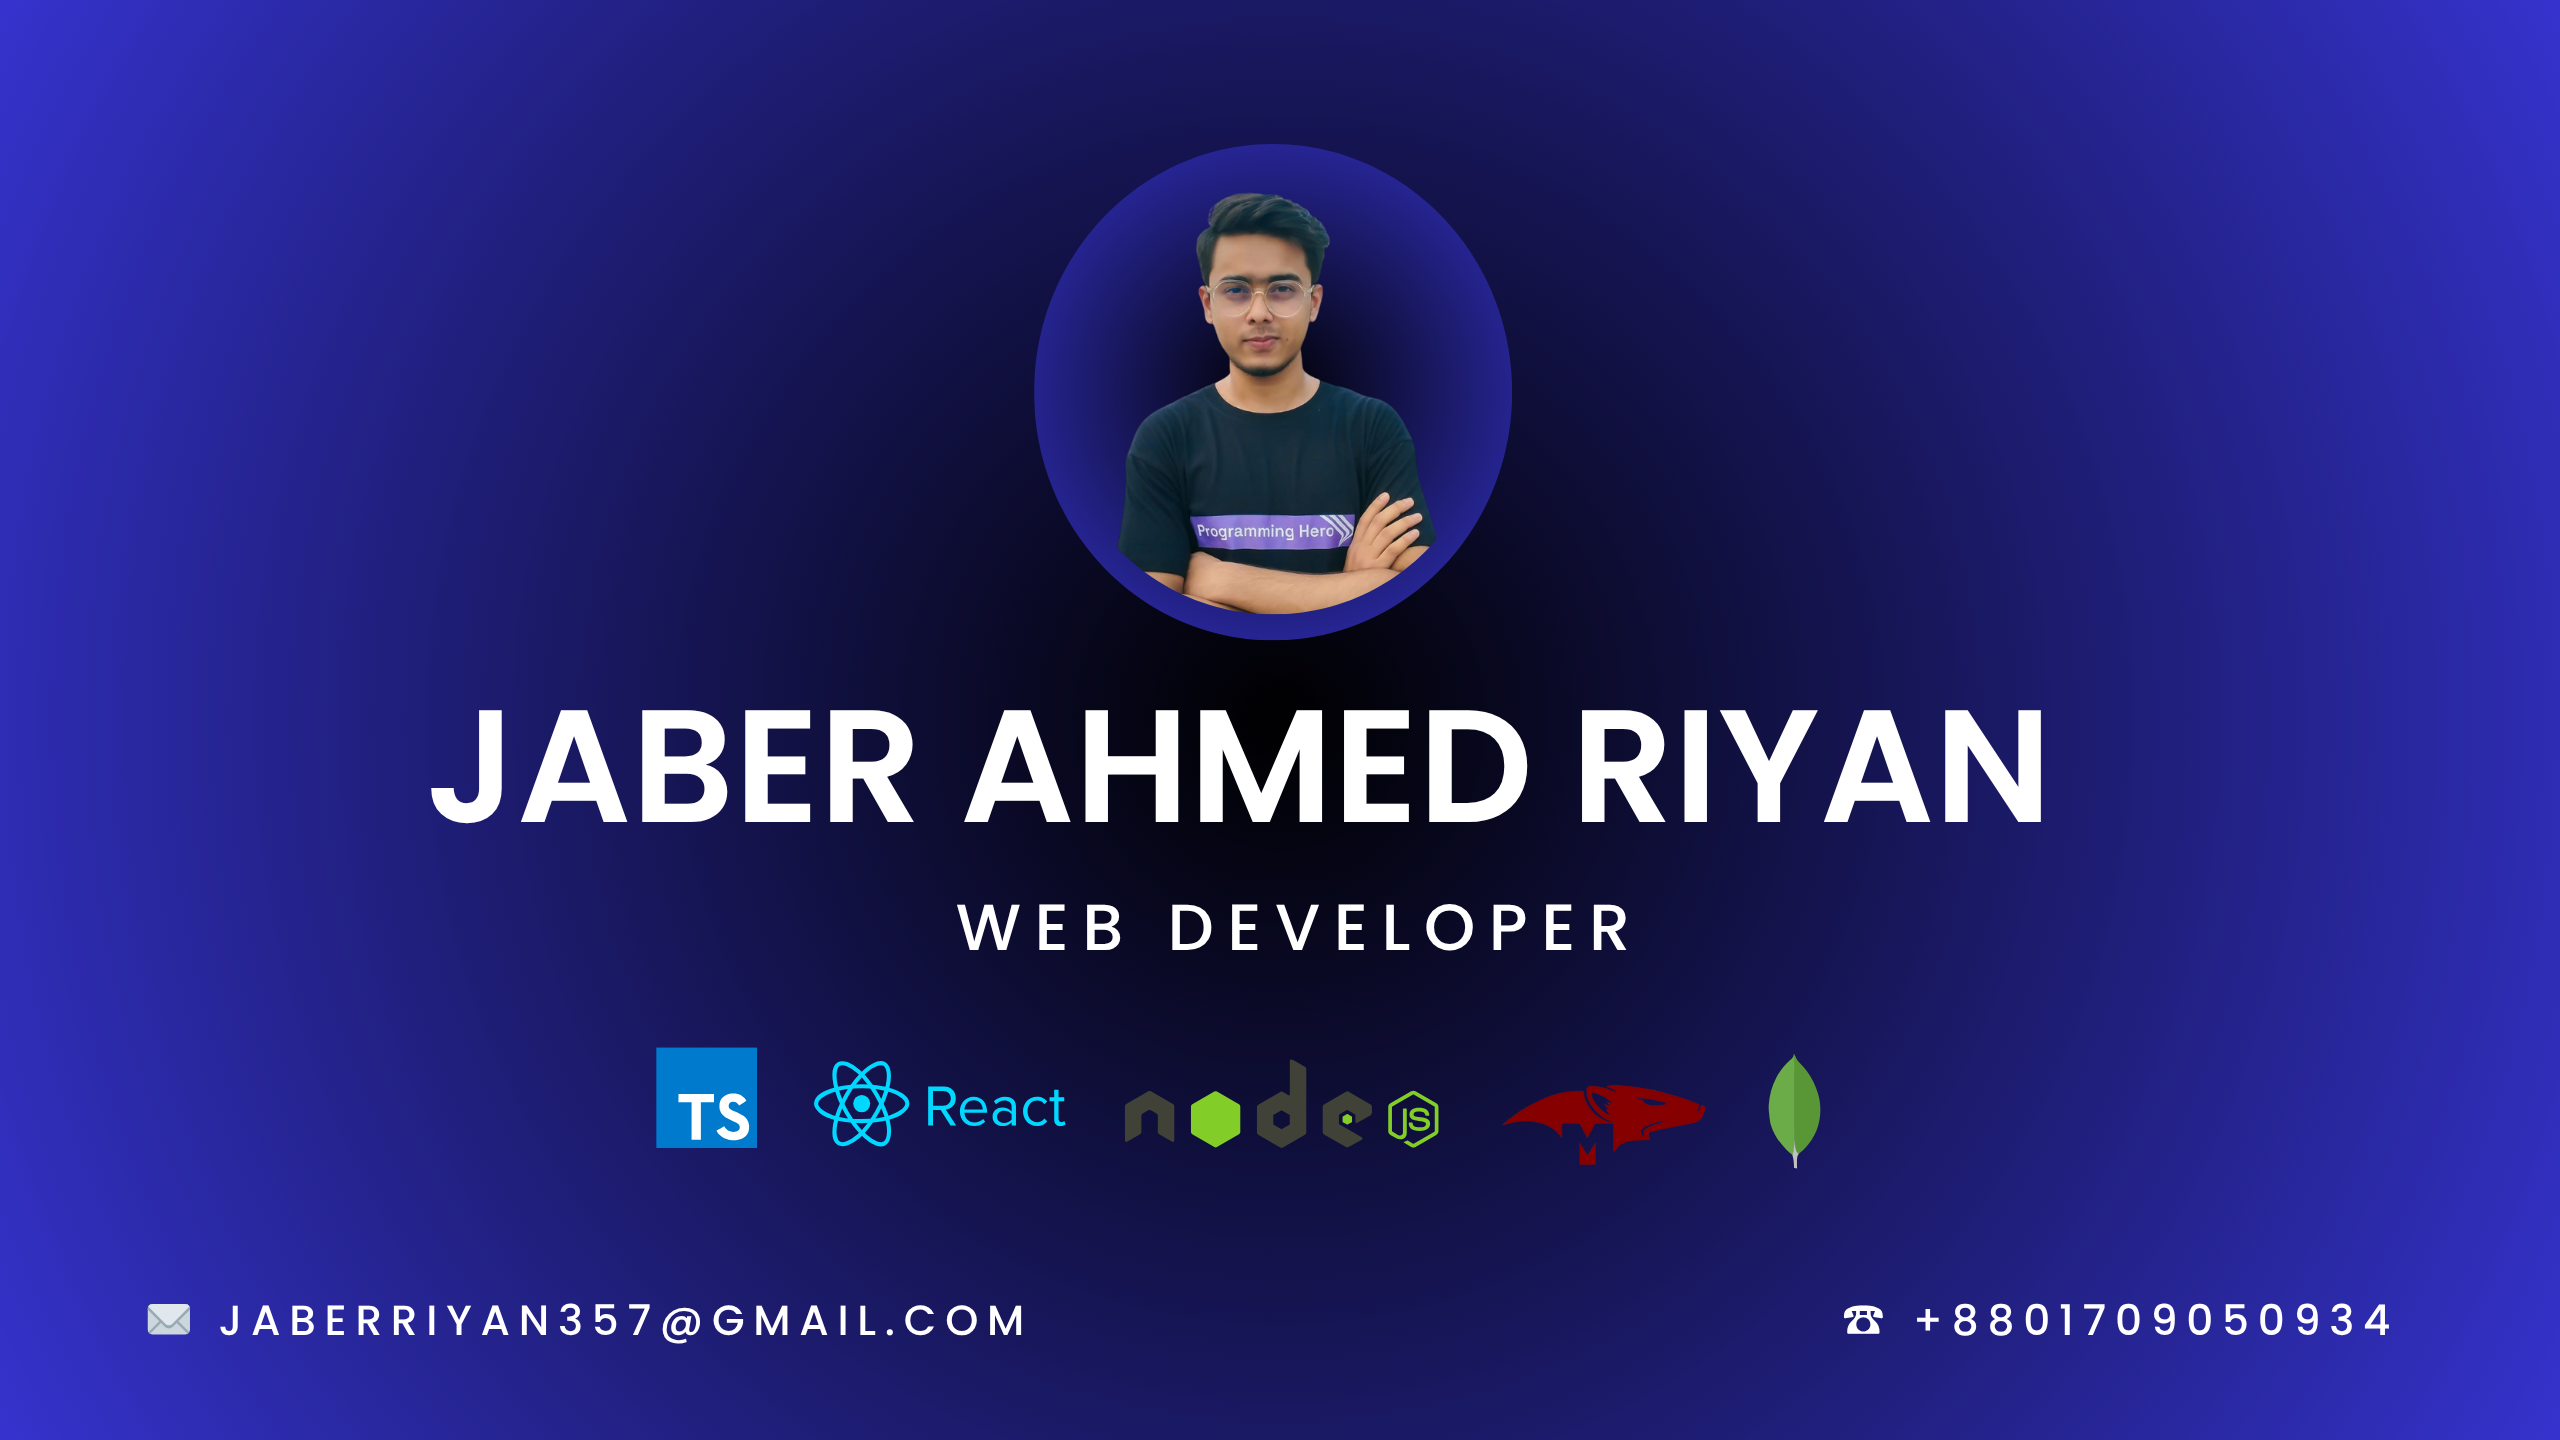 Programming Hero
JABER AHMED RIYAN
WEB DEVELOPER
TS React node JS M
✉ JABERRIYAN357@GMAIL.COM
☎ +8801709050934